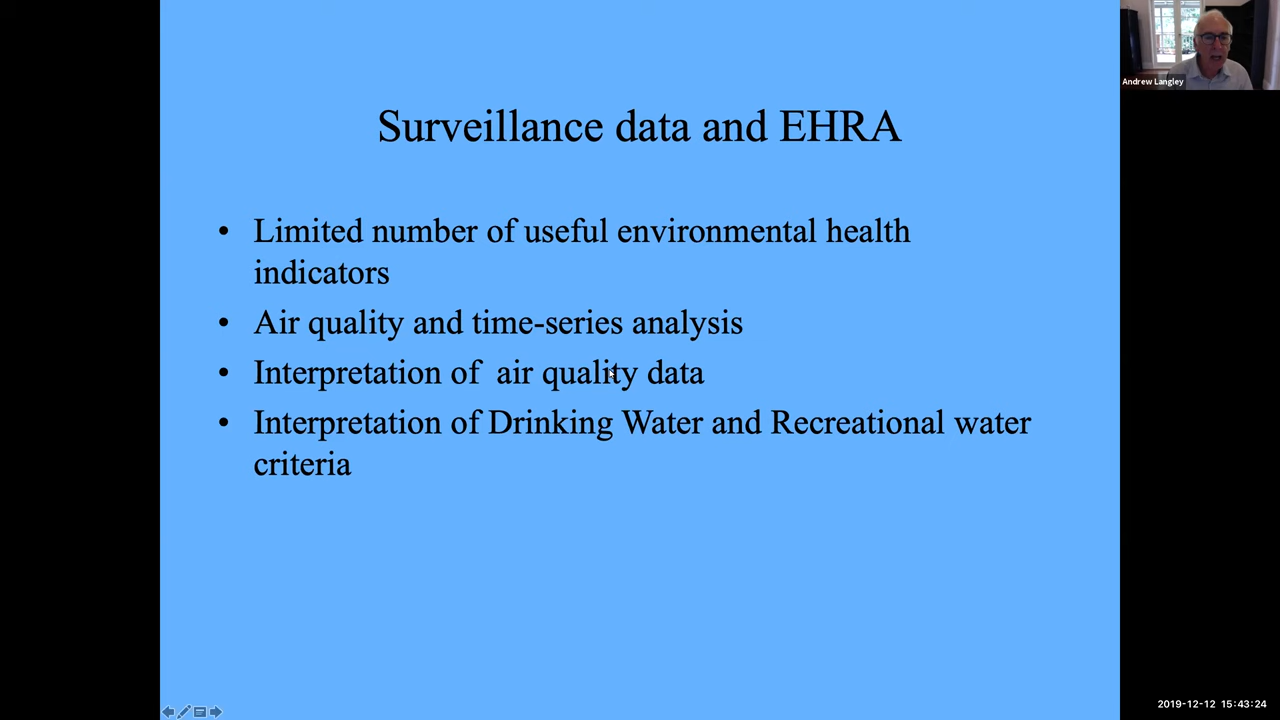 Surveillance data and EHRA
• Limited number of useful environmental health
indicators
• Air quality and time-series analysis
• Interpretation of  air quality data
• Interpretation of Drinking Water and Recreational water
criteria
Andrew Langley
2019-12-12 15:43:24